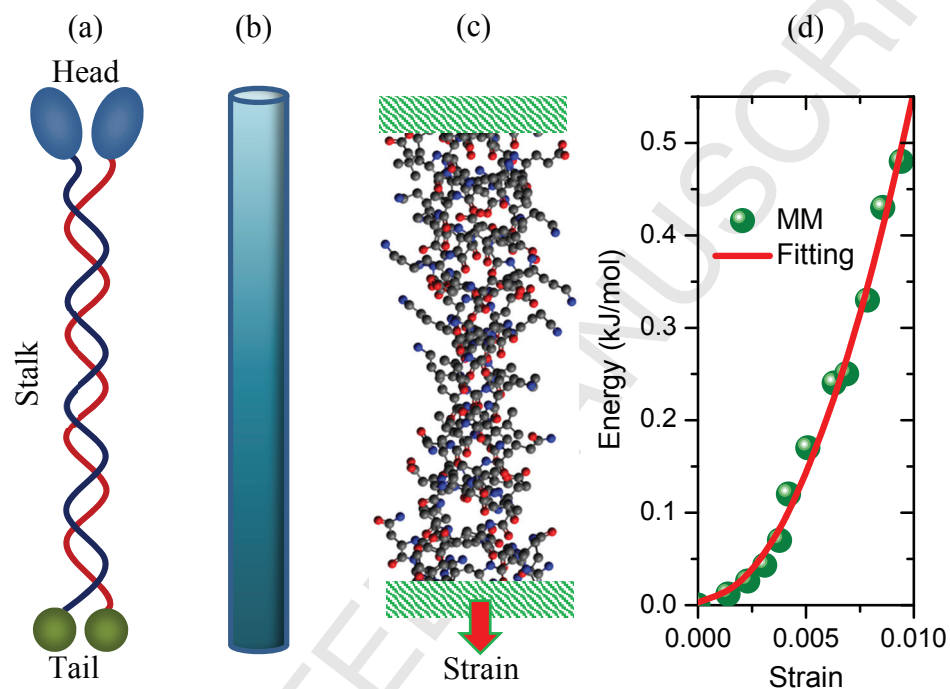 (a)
(b)
(c)
(d)
Head
Stalk
Tail
Strain
Energy (kJ/mol)
0.5
0.4
0.3
0.2
0.1
0.0
MM
Fitting
0.000
0.005
0.010
Strain